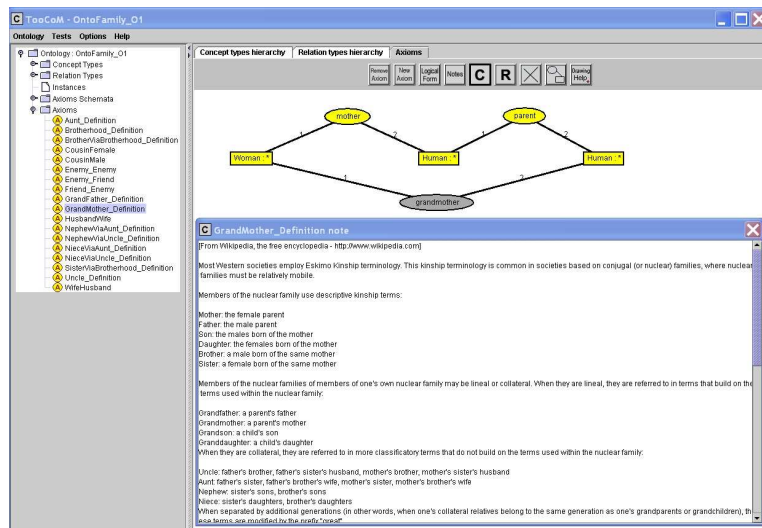 TooCoM - OntoFamily_O1
Ontology Tests Options Help
Ontology : OntoFamily_O1
Concept Types
Relation Types
Instances
Axioms Schemata
Axioms
Aunt_Definition
Brotherhood_Definition
BrotherViaBrotherhood_Definition
CousinFemale
CousinMale
Enemy_Enemy
Enemy_Friend
Friend_Enemy
GrandFather_Definition
GrandMother_Definition
HusbandWife
NephewViaAunt_Definition
NephewViaUncle_Definition
NieceViaAunt_Definition
NieceViaUncle_Definition
SisterViaBrotherhood_Definition
Uncle_Definition
WifeHusband
Concept types hierarchy Relation types hierarchy Axioms
Remove Axiom New Axiom Logical Form Notes C R Drawing Help
mother parent
1 2 1 2
Woman : * Human : * Human : *
1 2
grandmother
GrandMother_Definition note
[From Wikipedia, the free encyclopedia - http://www.wikipedia.com]
Most Western societies employ Eskimo Kinship terminology. This kinship terminology is common in societies based on conjugal (or nuclear) families, where nuclear
families must be relatively mobile.
Members of the nuclear family use descriptive kinship terms:
Mother: the female parent
Father: the male parent
Son: the males born of the mother
Daughter: the females born of the mother
Brother: a male born of the same mother
Sister: a female born of the same mother
Members of the nuclear families of members of one's own nuclear family may be lineal or collateral. When they are lineal, they are referred to in terms that build on the
terms used within the nuclear family:
Grandfather: a parent's father
Grandmother: a parent's mother
Grandson: a child's son
Granddaughter: a child's daughter
When they are collateral, they are referred to in more classificatory terms that do not build on the terms used within the nuclear family:
Uncle: father's brother, father's sister's husband, mother's brother, mother's sister's husband
Aunt: father's sister, father's brother's wife, mother's sister, mother's brother's wife
Nephew: sister's sons, brother's sons
Niece: sister's daughters, brother's daughters
When separated by additional generations (in other words, when one's collateral relatives belong to the same generation as one's grandparents or grandchildren), th
ese terms are modified by the prefix "great".